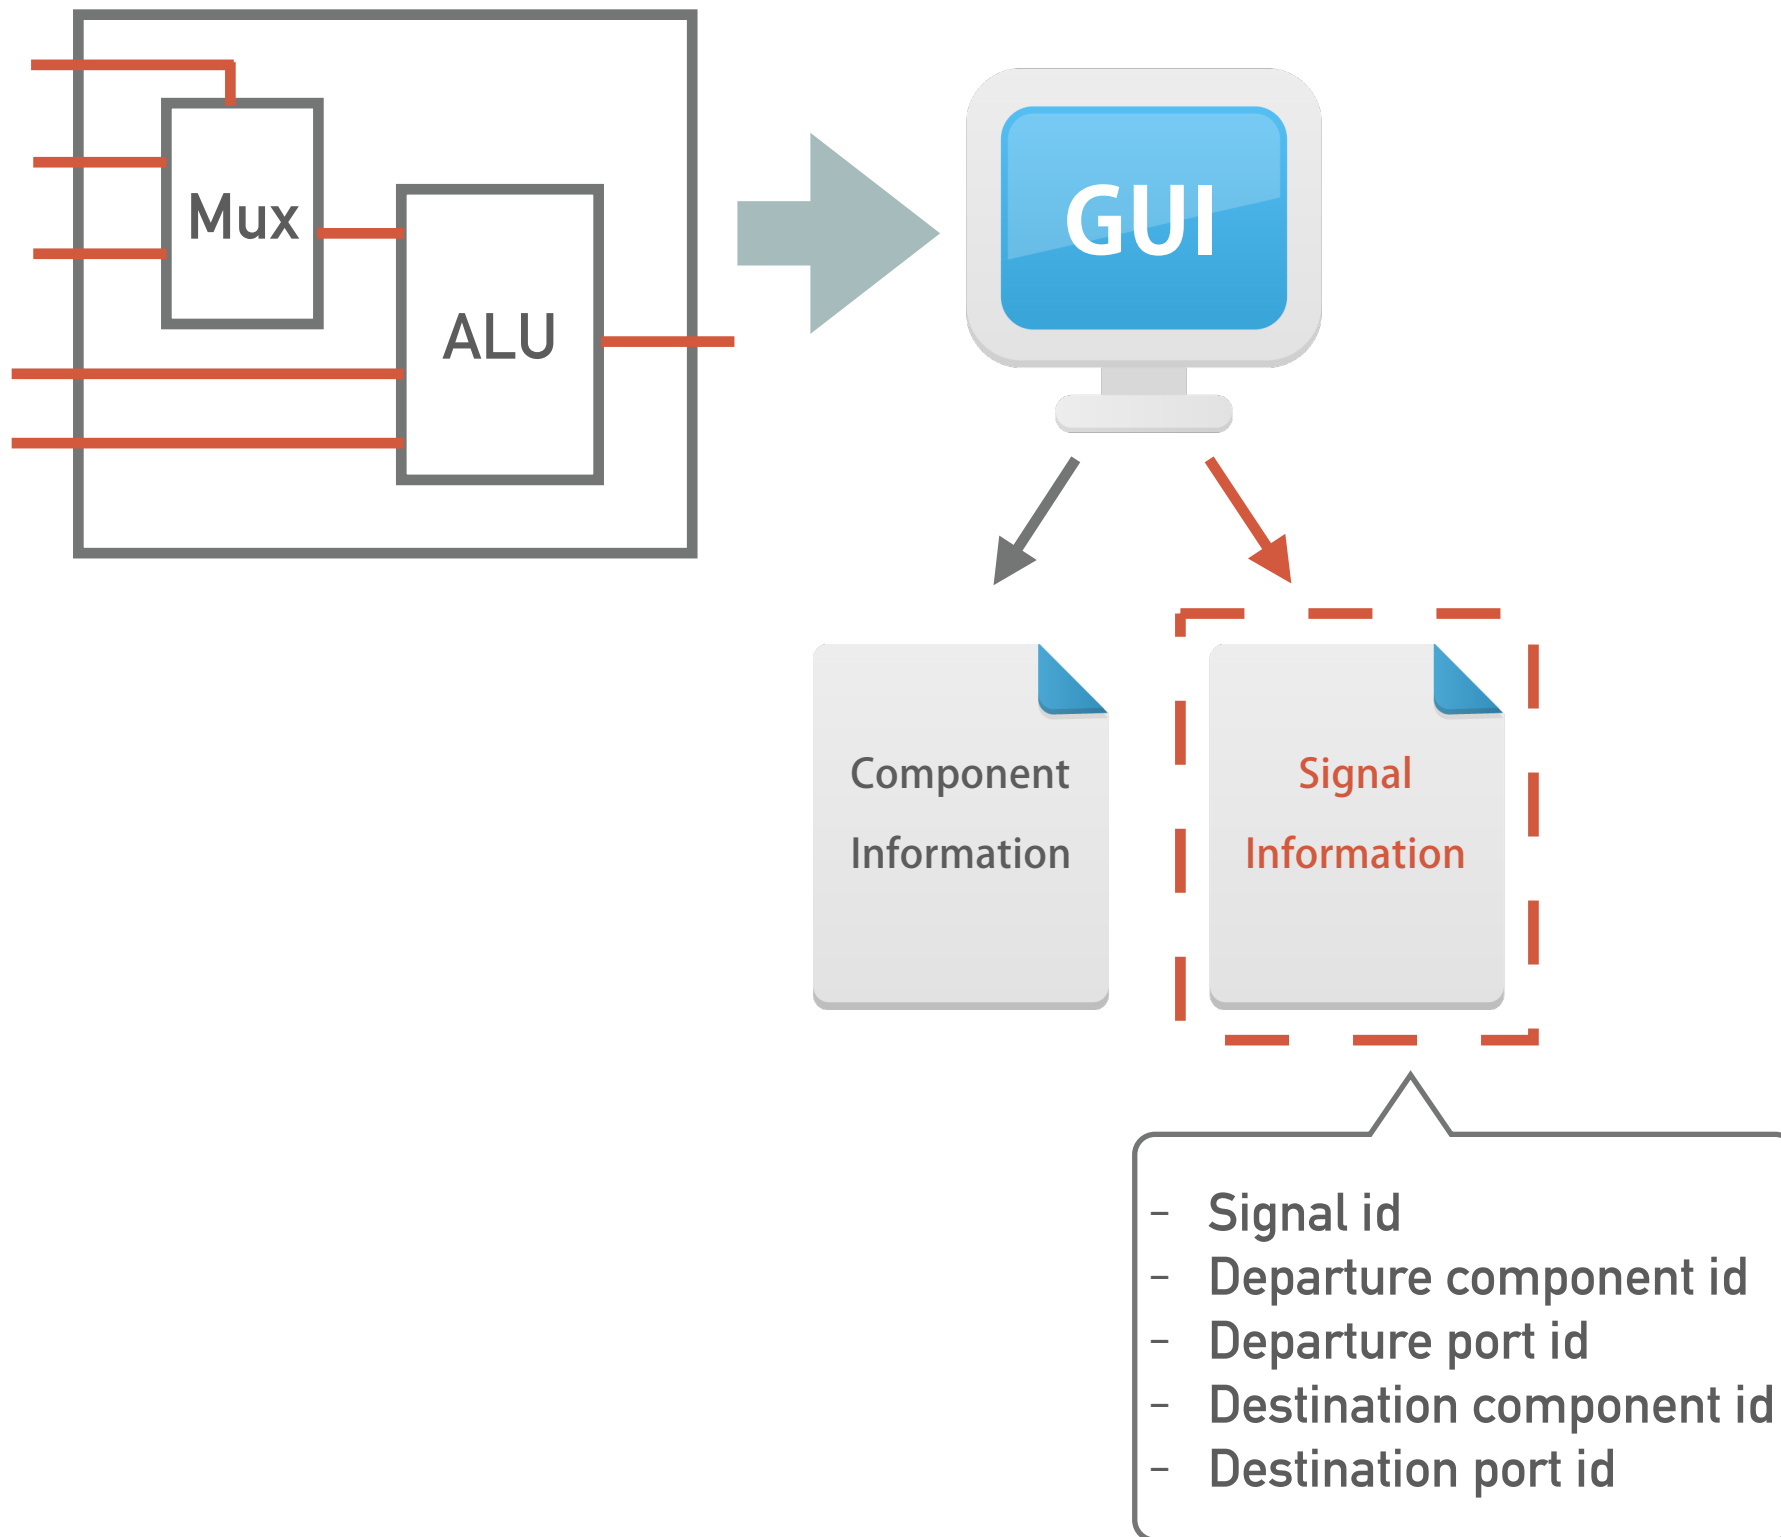 Mux
ALU
GUI
Component
Information
Signal
Information
- Signal id
- Departure component id
- Departure port id
- Destination component id
- Destination port id